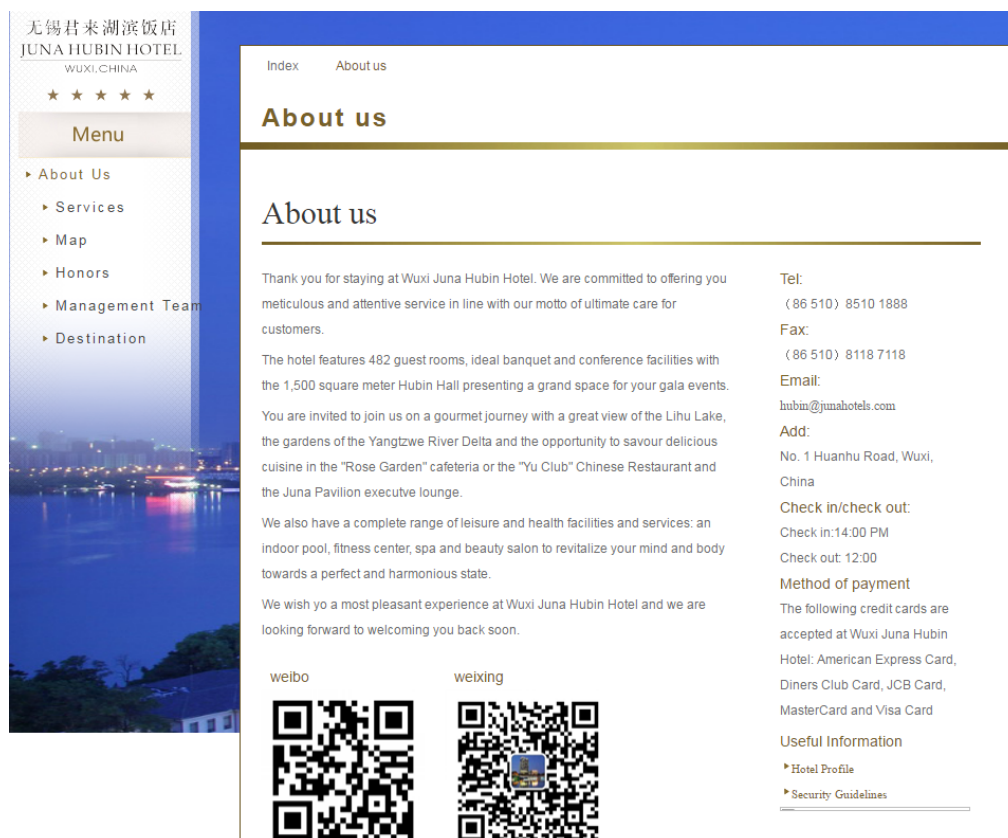 无锡君来湖滨饭店
JUNA HUBIN HOTEL
WUXI,CHINA
Menu
About Us
Services
Map
Honors
Management Team
Destination
Index About us
About us
About us
Thank you for staying at Wuxi Juna Hubin Hotel. We are committed to offering you
meticulous and attentive service in line with our motto of ultimate care for
customers.
The hotel features 482 guest rooms, ideal banquet and conference facilities with
the 1,500 square meter Hubin Hall presenting a grand space for your gala events.
You are invited to join us on a gourmet journey with a great view of the Lihu Lake,
the gardens of the Yangtzwe River Delta and the opportunity to savour delicious
cuisine in the "Rose Garden" cafeteria or the "Yu Club" Chinese Restaurant and
the Juna Pavilion executve lounge.
We also have a complete range of leisure and health facilities and services: an
indoor pool, fitness center, spa and beauty salon to revitalize your mind and body
towards a perfect and harmonious state.
We wish yo a most pleasant experience at Wuxi Juna Hubin Hotel and we are
looking forward to welcoming you back soon.
weibo weixing
Tel:
（86 510）8510 1888
Fax:
（86 510）8118 7118
Email:
hubin@junahotels.com
Add:
No. 1 Huanhu Road, Wuxi,
China
Check in/check out:
Check in:14:00 PM
Check out: 12:00
Method of payment
The following credit cards are
accepted at Wuxi Juna Hubin
Hotel: American Express Card,
Diners Club Card, JCB Card,
MasterCard and Visa Card
Useful Information
Hotel Profile
Security Guidelines